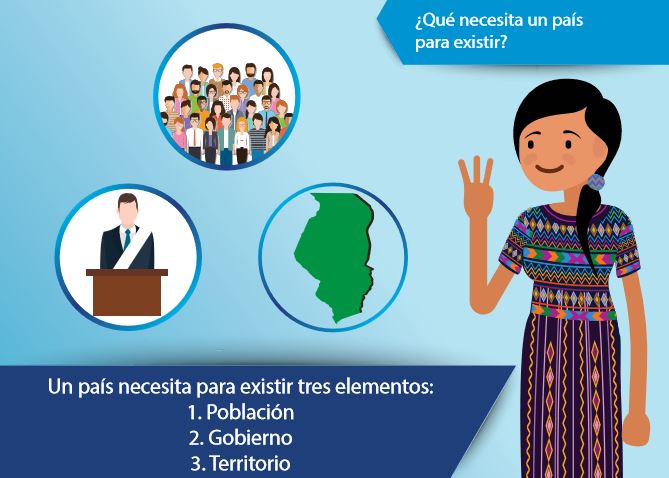 ¿Qué necesita un país
para existir?
Un país necesita para existir tres elementos:
1. Población
2. Gobierno
3. Territorio